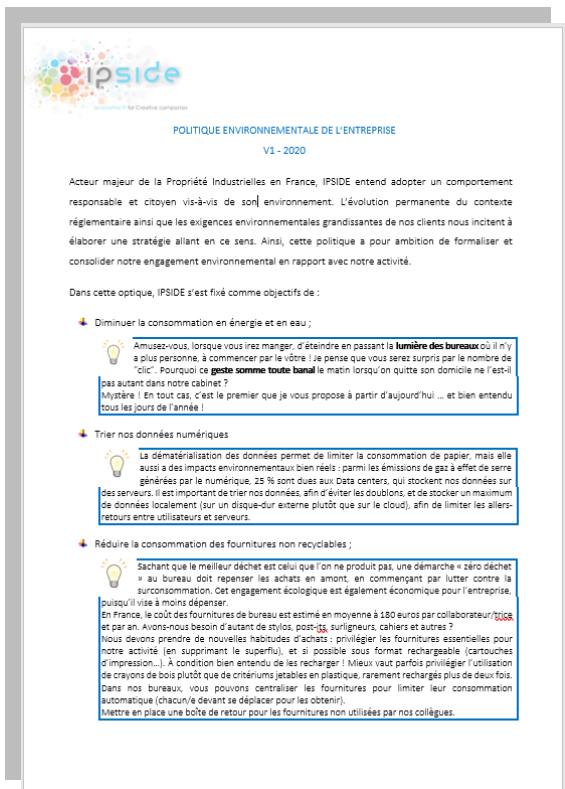 ipside
for Creative companies
POLITIQUE ENVIRONNEMENTALE DE L'ENTREPRISE
V1 - 2020
Acteur majeur de la Propriété Industrielles en France, IPSIDE entend adopter un comportement
responsable et citoyen vis-à-vis de son environnement. L'évolution permanente du contexte
réglementaire ainsi que les exigences environnementales grandissantes de nos clients nous incitent à
élaborer une stratégie allant en ce sens. Ainsi, cette politique a pour ambition de formaliser et
consolider notre engagement environnemental en rapport avec notre activité.
Dans cette optique, IPSIDE s'est fixé comme objectifs de :
Diminuer la consommation en énergie et en eau ;
Amusez-vous, lorsque vous irez manger, d'éteindre en passant la lumière des bureaux où il n'y
a plus personne, à commencer par le vôtre ! Je pense que vous serez surpris par le nombre de
"clic". Pourquoi ce geste somme toute banal le matin lorsqu'on quitte son domicile ne l'est-il
pas autant dans notre cabinet ?
Mystère ! En tout cas, c'est le premier que je vous propose à partir d'aujourd'hui ... et bien entendu
tous les jours de l'année !
Trier nos données numériques
La dématérialisation des données permet de limiter la consommation de papier, mais elle
aussi a des impacts environnementaux bien réels : parmi les émissions de gaz à effet de serre
générées par le numérique, 25 % sont dues aux Data centers, qui stockent nos données sur
des serveurs. Il est important de trier nos données, afin d'éviter les doublons, et de stocker un maximum
de données localement (sur un disque-dur externe plutôt que sur le cloud), afin de limiter les allers-
retours entre utilisateurs et serveurs.
Réduire la consommation des fournitures non recyclables ;
Sachant que le meilleur déchet est celui que l'on ne produit pas, une démarche « zéro déchet
» au bureau doit repenser les achats en amont, en commençant par lutter contre la
surconsommation. Cet engagement écologique est également économique pour l'entreprise,
puisqu'il vise à moins dépenser.
En France, le coût des fournitures de bureau est estimé en moyenne à 180 euros par collaborateur/trice
et par an. Avons-nous besoin d'autant de stylos, post-its, surligneurs, cahiers et autres ?
Nous devons prendre de nouvelles habitudes d'achats : privilégier les fournitures essentielles pour
notre activité (en supprimant le superflu), et si possible sous format rechargeable (cartouches
d'impression...). À condition bien entendu de les recharger ! Mieux vaut parfois privilégier l'utilisation
de crayons de bois plutôt que de critériums jetables en plastique, rarement rechargés plus de deux fois.
Dans nos bureaux, vous pouvons centraliser les fournitures pour limiter leur consommation
automatique (chacun/e devant se déplacer pour les obtenir).
Mettre en place une boîte de retour pour les fournitures non utilisées par nos collègues.